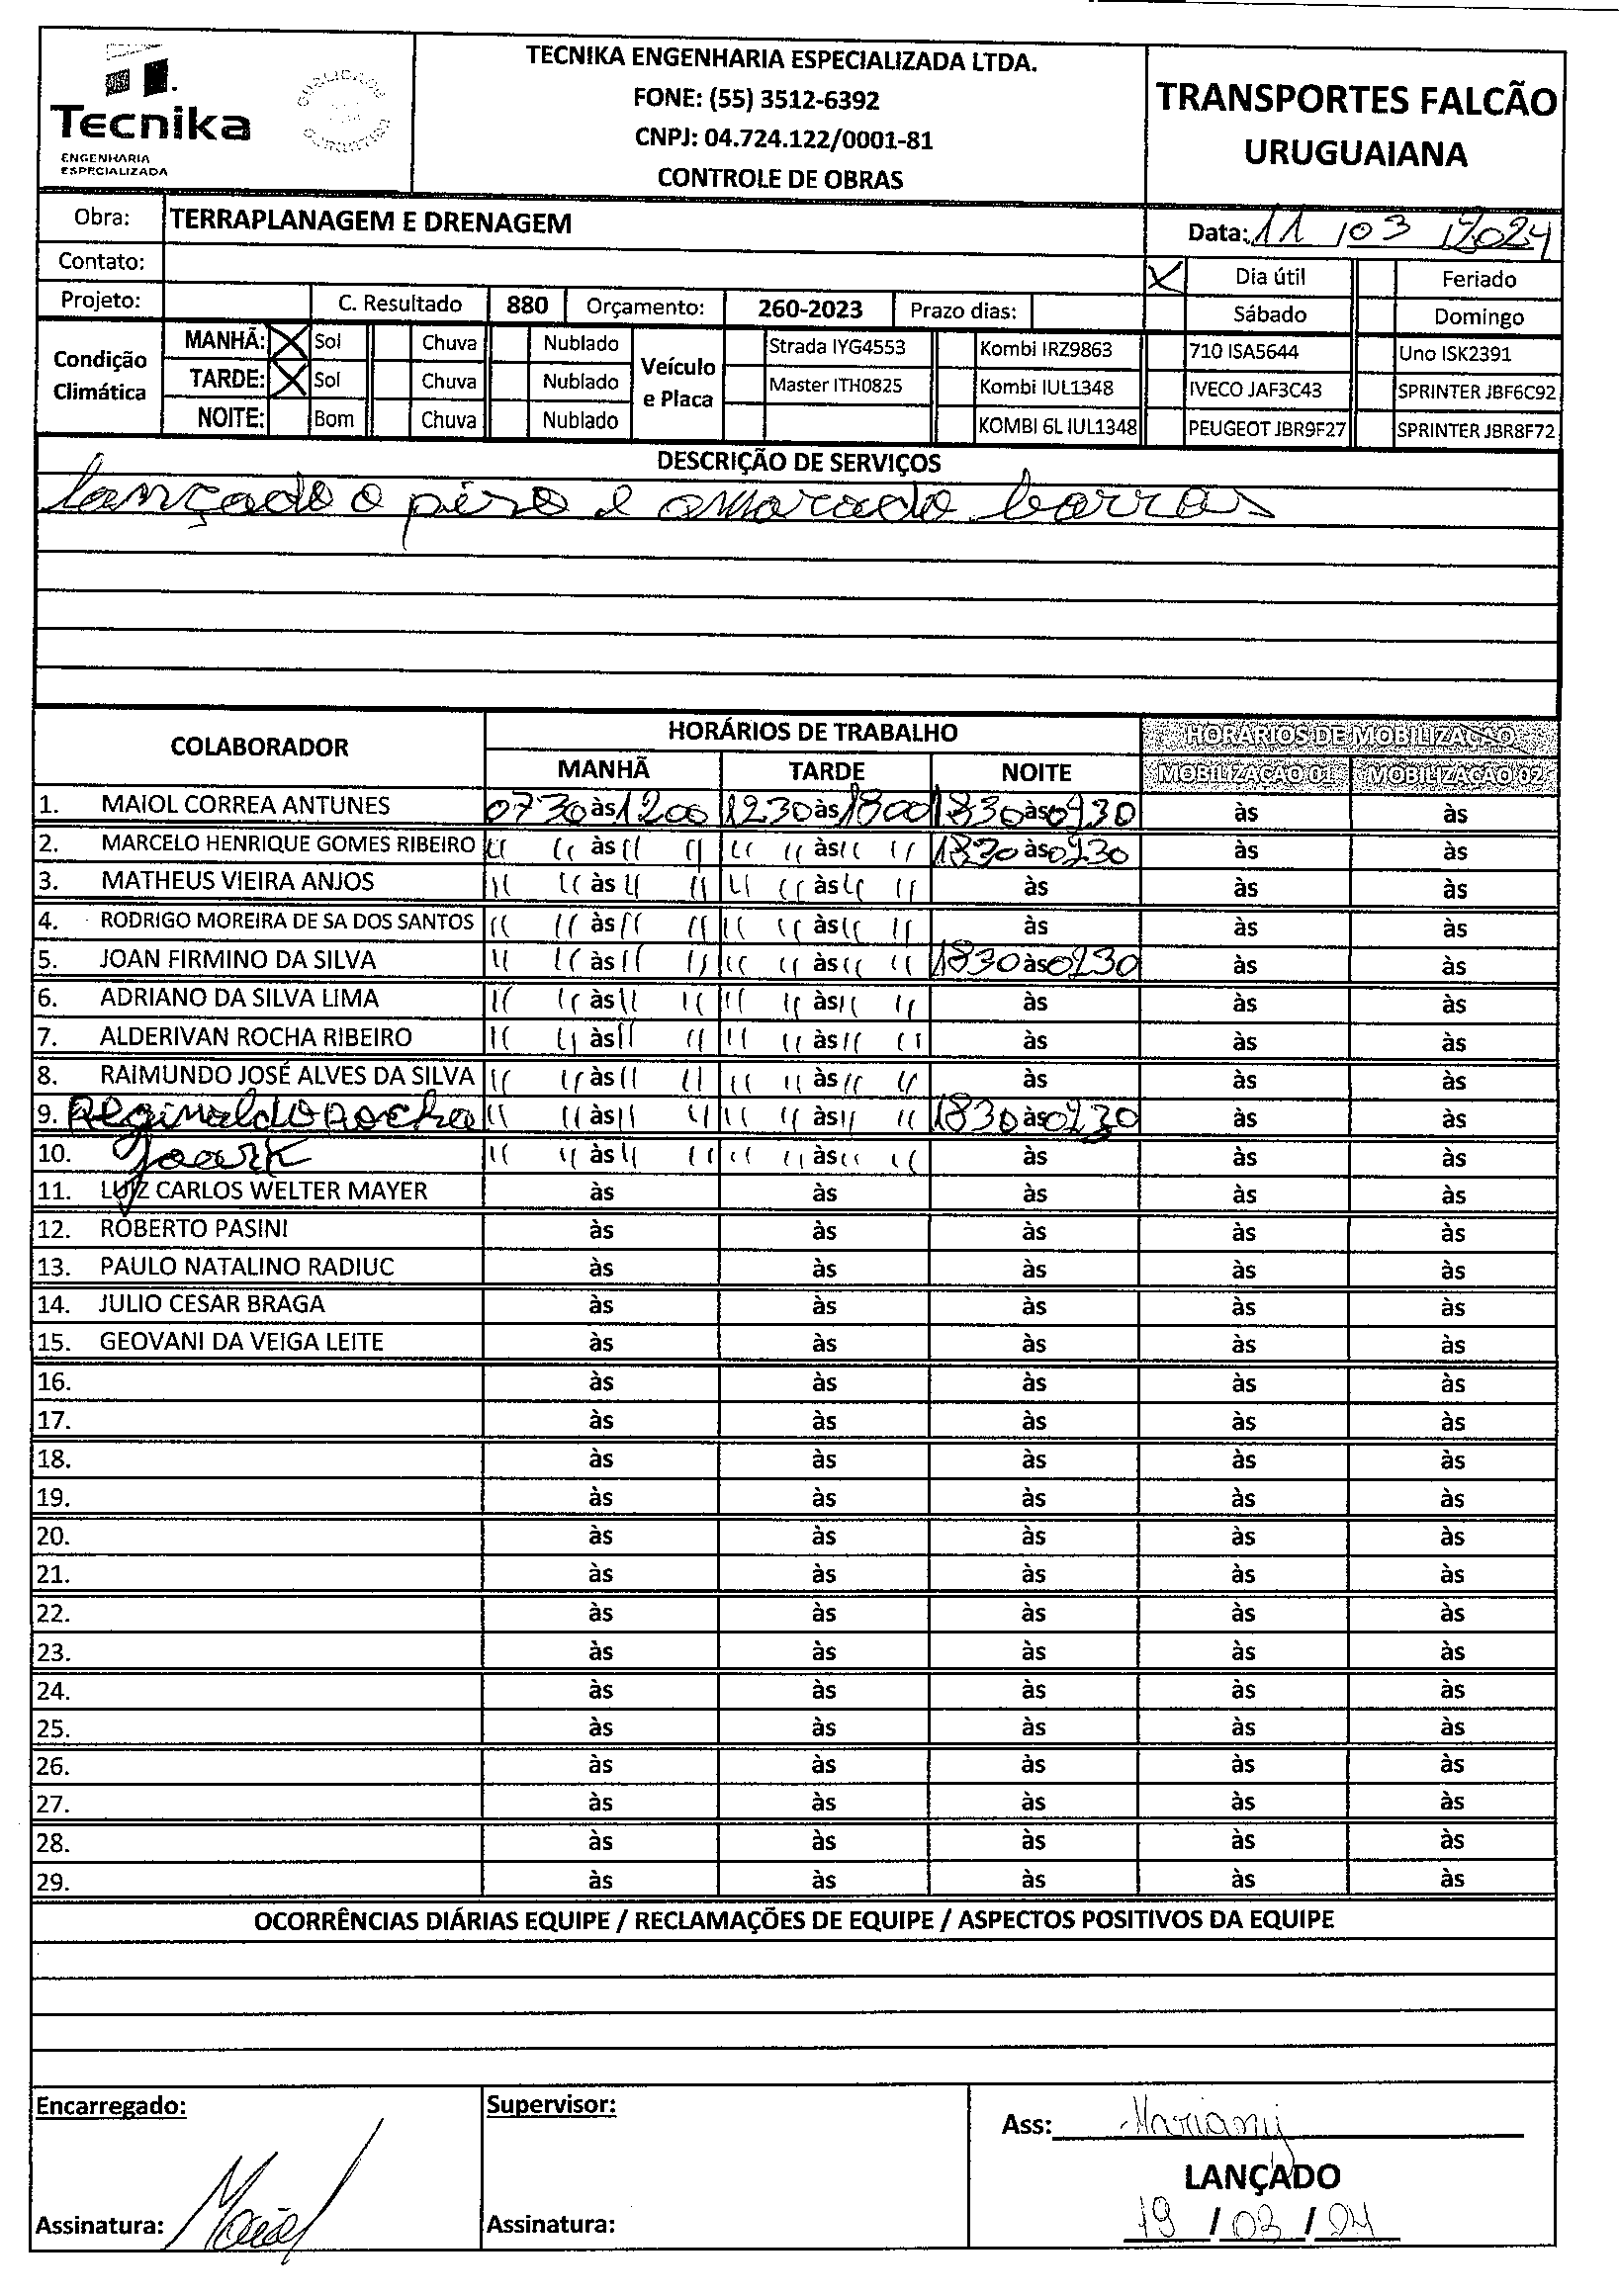 Tecnika
ENGENHARIA
ESPECIALIZADA
TECNIKA ENGENHARIA ESPECIALIZADA LTDA.
FONE: (55) 3512-6392
CNPJ: 04.724.122/0001-81
CONTROLE DE OBRAS
TRANSPORTES FALCÃO
URUGUAIANA
Obra: TERRAPLANAGEM E DRENAGEM
Data: 11 / 03 / 2024
Contato:
X Dia útil Feriado
Projeto: C. Resultado 880 Orçamento: 260-2023 Prazo dias:
Sábado Domingo
Condição Climática
MANHÃ: X Sol Chuva Nublado
TARDE: X Sol Chuva Nublado
NOITE: Bom Chuva Nublado
Veículo e Placa
Strada IYG4553 Kombi IRZ9863 710 ISA5644 Uno ISK2391
Master ITH0825 Kombi IUL1348 IVECO JAF3C43 SPRINTER JBF6C92
KOMBI 6L IUL1348 PEUGEOT JBR9F27 SPRINTER JBR8F72
DESCRIÇÃO DE SERVIÇOS
lançado o piso e amarado barras
COLABORADOR HORÁRIOS DE TRABALHO HORÁRIOS DE MOBILIZAÇÃO
MANHÃ TARDE NOITE MOBILIZAÇÃO 01 MOBILIZAÇÃO 02
1. MAIOL CORREA ANTUNES 0730 às 1200 1230 às 1800 1830 às 0230 às às
2. MARCELO HENRIQUE GOMES RIBEIRO " " às " " " " às " " 1830 às 0230 às às
3. MATHEUS VIEIRA ANJOS " " às " " " " às " " às às às
4. RODRIGO MOREIRA DE SA DOS SANTOS " " às " " " " às " " às às às
5. JOAN FIRMINO DA SILVA " " às " " " " às " " 1830 às 0230 às às
6. ADRIANO DA SILVA LIMA " " às " " " " às " " às às às
7. ALDERIVAN ROCHA RIBEIRO " " às " " " " às " " às às às
8. RAIMUNDO JOSÉ ALVES DA SILVA " " às " " " " às " " às às às
9. Reginaldo Rocha " " às " " " " às " " 1830 às 0230 às às
10. " " às " " " " às " " às às às
11. LUIZ CARLOS WELTER MAYER às às às às às
12. ROBERTO PASINI às às às às às
13. PAULO NATALINO RADIUC às às às às às
14. JULIO CESAR BRAGA às às às às às
15. GEOVANI DA VEIGA LEITE às às às às às
16. às às às às às
17. às às às às às
18. às às às às às
19. às às às às às
20. às às às às às
21. às às às às às
22. às às às às às
23. às às às às às
24. às às às às às
25. às às às às às
26. às às às às às
27. às às às às às
28. às às às às às
29. às às às às às
OCORRÊNCIAS DIÁRIAS EQUIPE / RECLAMAÇÕES DE EQUIPE / ASPECTOS POSITIVOS DA EQUIPE
Encarregado: Supervisor:
Ass: Mariany
LANÇADO
Assinatura: Maiol Assinatura:
19 / 03 / 24